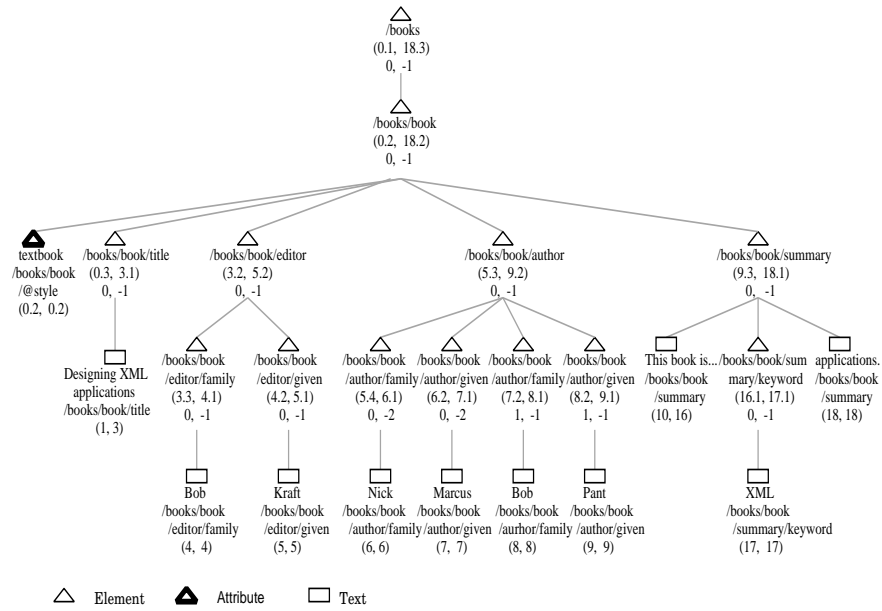 /books
(0.1, 18.3)
0, -1
/books/book
(0.2, 18.2)
0, -1
textbook
/books/book
/@style
(0.2, 0.2)
/books/book/title
(0.3, 3.1)
0, -1
/books/book/editor
(3.2, 5.2)
0, -1
/books/book/author
(5.3, 9.2)
0, -1
/books/book/summary
(9.3, 18.1)
0, -1
Designing XML
applications
/books/book/title
(1, 3)
/books/book
/editor/family
(3.3, 4.1)
0, -1
/books/book
/editor/given
(4.2, 5.1)
0, -1
/books/book
/author/family
(5.4, 6.1)
0, -2
/books/book
/author/given
(6.2, 7.1)
0, -2
/books/book
/author/family
(7.2, 8.1)
1, -1
/books/book
/author/given
(8.2, 9.1)
1, -1
This book is...
/books/book
/summary
(10, 16)
/books/book/sum
mary/keyword
(16.1, 17.1)
0, -1
applications.
/books/book
/summary
(18, 18)
Bob
/books/book
/editor/family
(4, 4)
Kraft
/books/book
/editor/given
(5, 5)
Nick
/books/book
/author/family
(6, 6)
Marcus
/books/book
/author/given
(7, 7)
Bob
/books/book
/aurhor/family
(8, 8)
Pant
/books/book
/author/given
(9, 9)
XML
/books/book
/summary/keyword
(17, 17)
Element
Attribute
Text